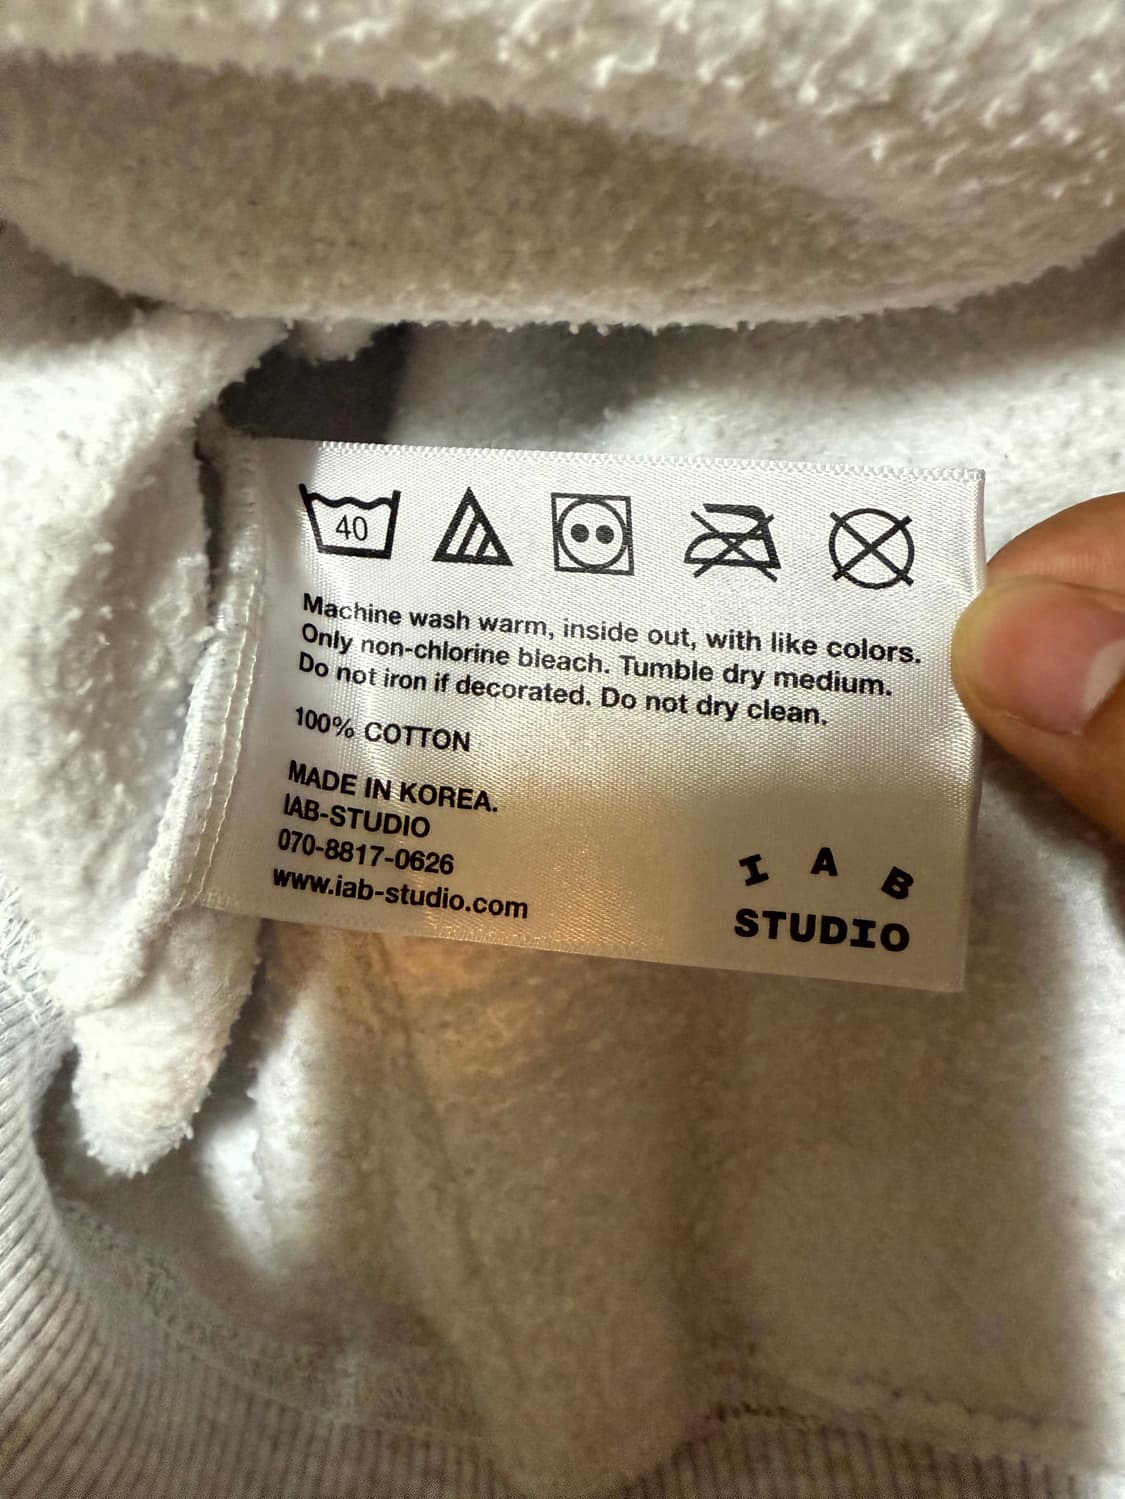 40
Machine wash warm, inside out, with like colors.
Only non-chlorine bleach. Tumble dry medium.
Do not iron if decorated. Do not dry clean.
100% COTTON
MADE IN KOREA.
IAB-STUDIO
070-8817-0626
www.iab-studio.com
I A B
STUDIO